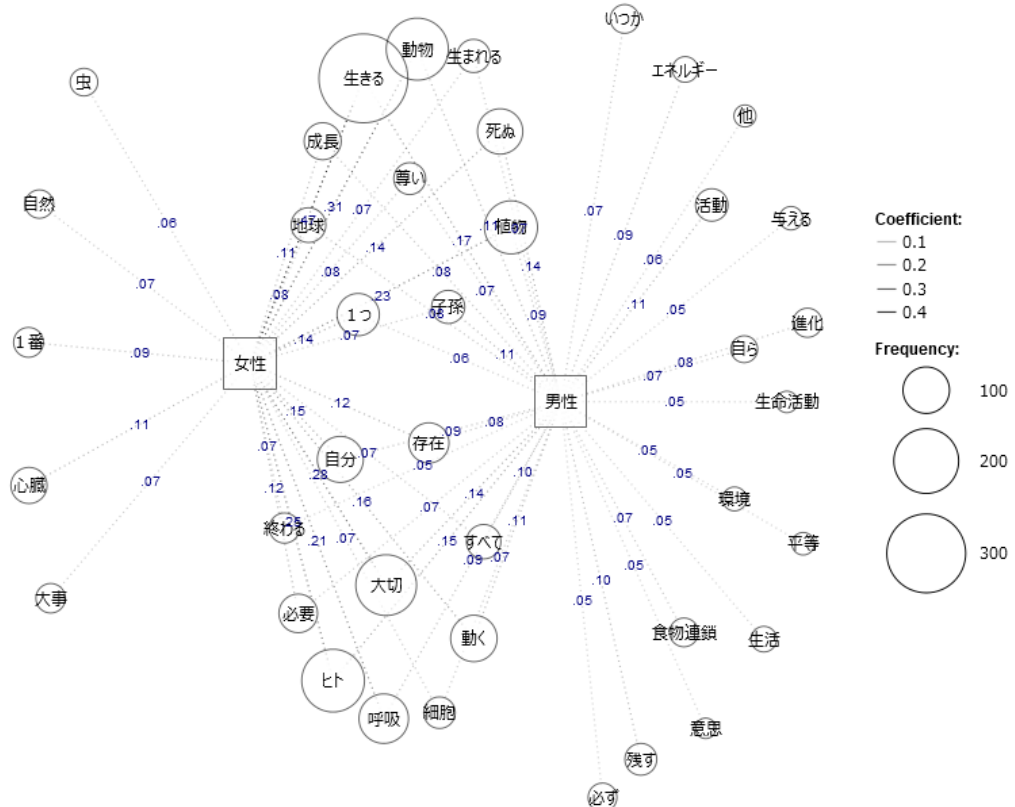 いつか
動物
生まれる
生きる
エネルギー
虫
他
死ぬ
成長
尊い
自然
.31
.07
活動
与える
.06
地球
植物
.07
Coefficient:
0.1
0.2
0.3
0.4
.11
.14
.17
.09
.08
.08
.14
.06
.07
.08
.23
.07
子孫
.11
.05
1つ
.09
進化
Frequency:
100
200
300
１番
.14
.07
.06
.11
自ら
.09
女性
.07
.08
男性
.05
生命活動
.15
.12
.11
存在
.09
.08
心臓
自分
.07
.05
.10
.05
.07
.28
.05
.12
.16
.14
環境
.07
終わる
.21
.07
.15
すべて
.11
.07
.05
平等
.09
.07
.05
大事
大切
.10
.05
必要
動く
食物連鎖
生活
ヒト
呼吸
細胞
意思
残す
必ず